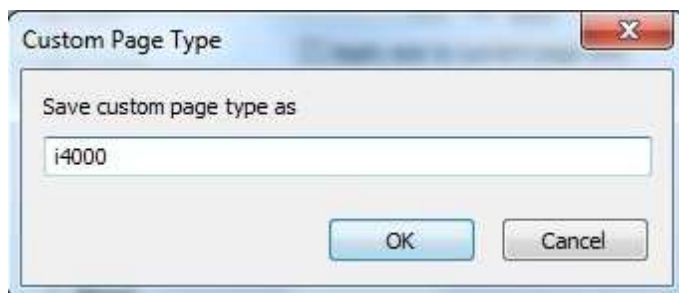 Custom Page Type
Save custom page type as
i4000
OK
Cancel